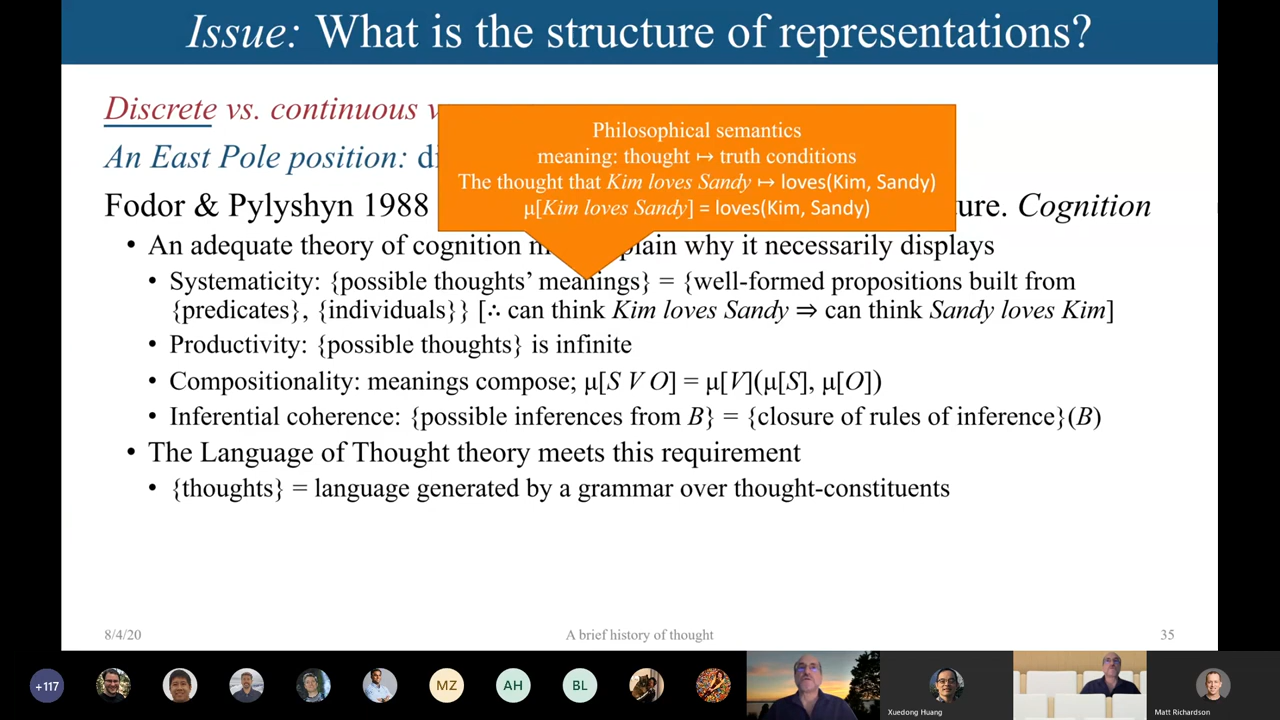 Issue: What is the structure of representations?
Discrete vs. continuous
An East Pole position:
Philosophical semantics
meaning: thought ↦ truth conditions
The thought that Kim loves Sandy ↦ loves(Kim, Sandy)
μ[Kim loves Sandy] = loves(Kim, Sandy)
Fodor & Pylyshyn 1988 Cognition
• An adequate theory of cognition why it necessarily displays
• Systematicity: {possible thoughts’ meanings} = {well-formed propositions built from
{predicates}, {individuals}} [∴ can think Kim loves Sandy ⇒ can think Sandy loves Kim]
• Productivity: {possible thoughts} is infinite
• Compositionality: meanings compose; μ[S V O] = μ[V](μ[S], μ[O])
• Inferential coherence: {possible inferences from B} = {closure of rules of inference}(B)
• The Language of Thought theory meets this requirement
• {thoughts} = language generated by a grammar over thought-constituents
8/4/20
A brief history of thought
35
+117
MZ
AH
BL
Xuedong Huang
Matt Richardson